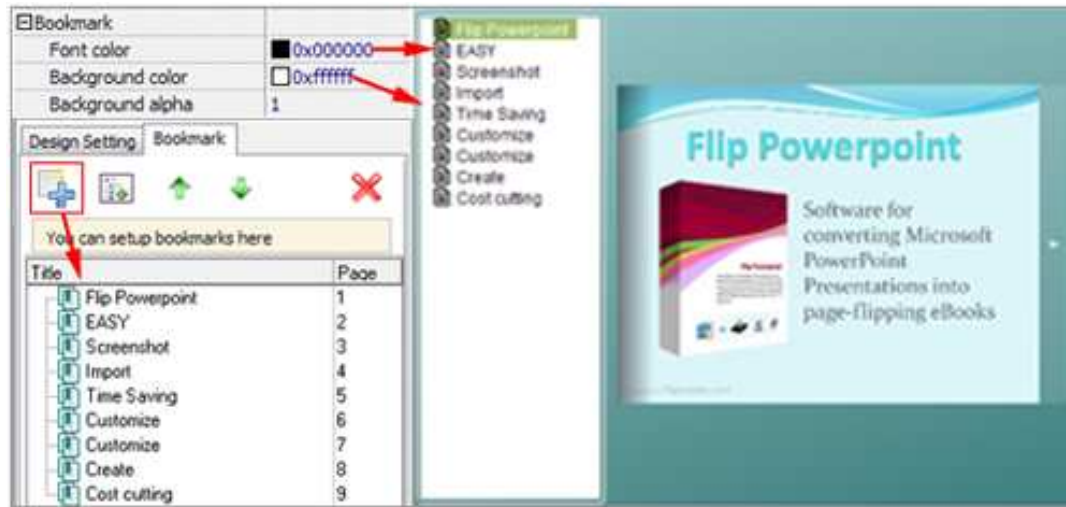 Bookmark
Font color 0x000000
Background color 0xffffff
Background alpha 1
Design Setting Bookmark
You can setup bookmarks here
Title Page
Flip Powerpoint 1
EASY 2
Screenshot 3
Import 4
Time Saving 5
Customize 6
Customize 7
Create 8
Cost cutting 9
Flip Powerpoint
EASY
Screenshot
Import
Time Saving
Customize
Customize
Create
Cost cutting
Flip Powerpoint
Software for
converting Microsoft
PowerPoint
Presentations into
page-flipping eBooks